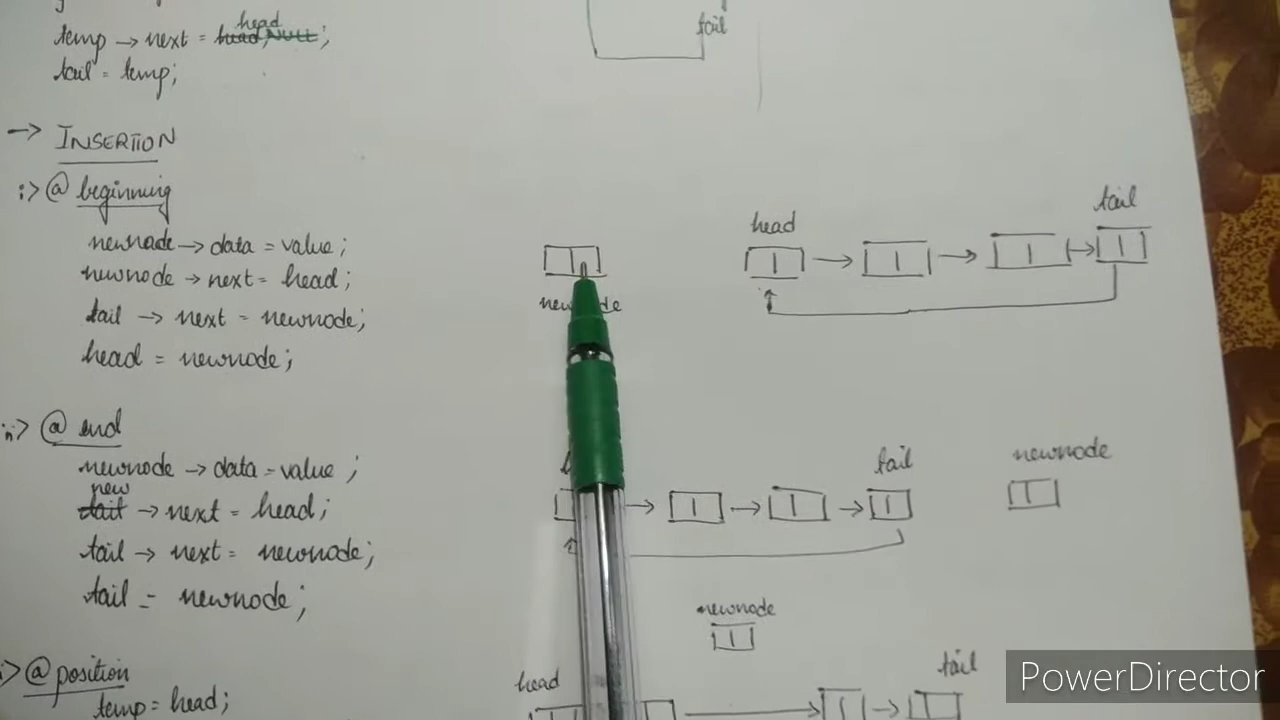 temp → next = head NULL head;
tail = temp;
tail
→ INSERTION
i> @ beginning
newnode → data = value;
newnode → next = head;
tail → next = newnode;
head = newnode;
head
tail
ii> @ end
newnode → data = value;
tail new → next = head;
tail → next = newnode;
tail = newnode;
tail
newnode
newnode
@ position
temp = head;
head
tail
PowerDirector